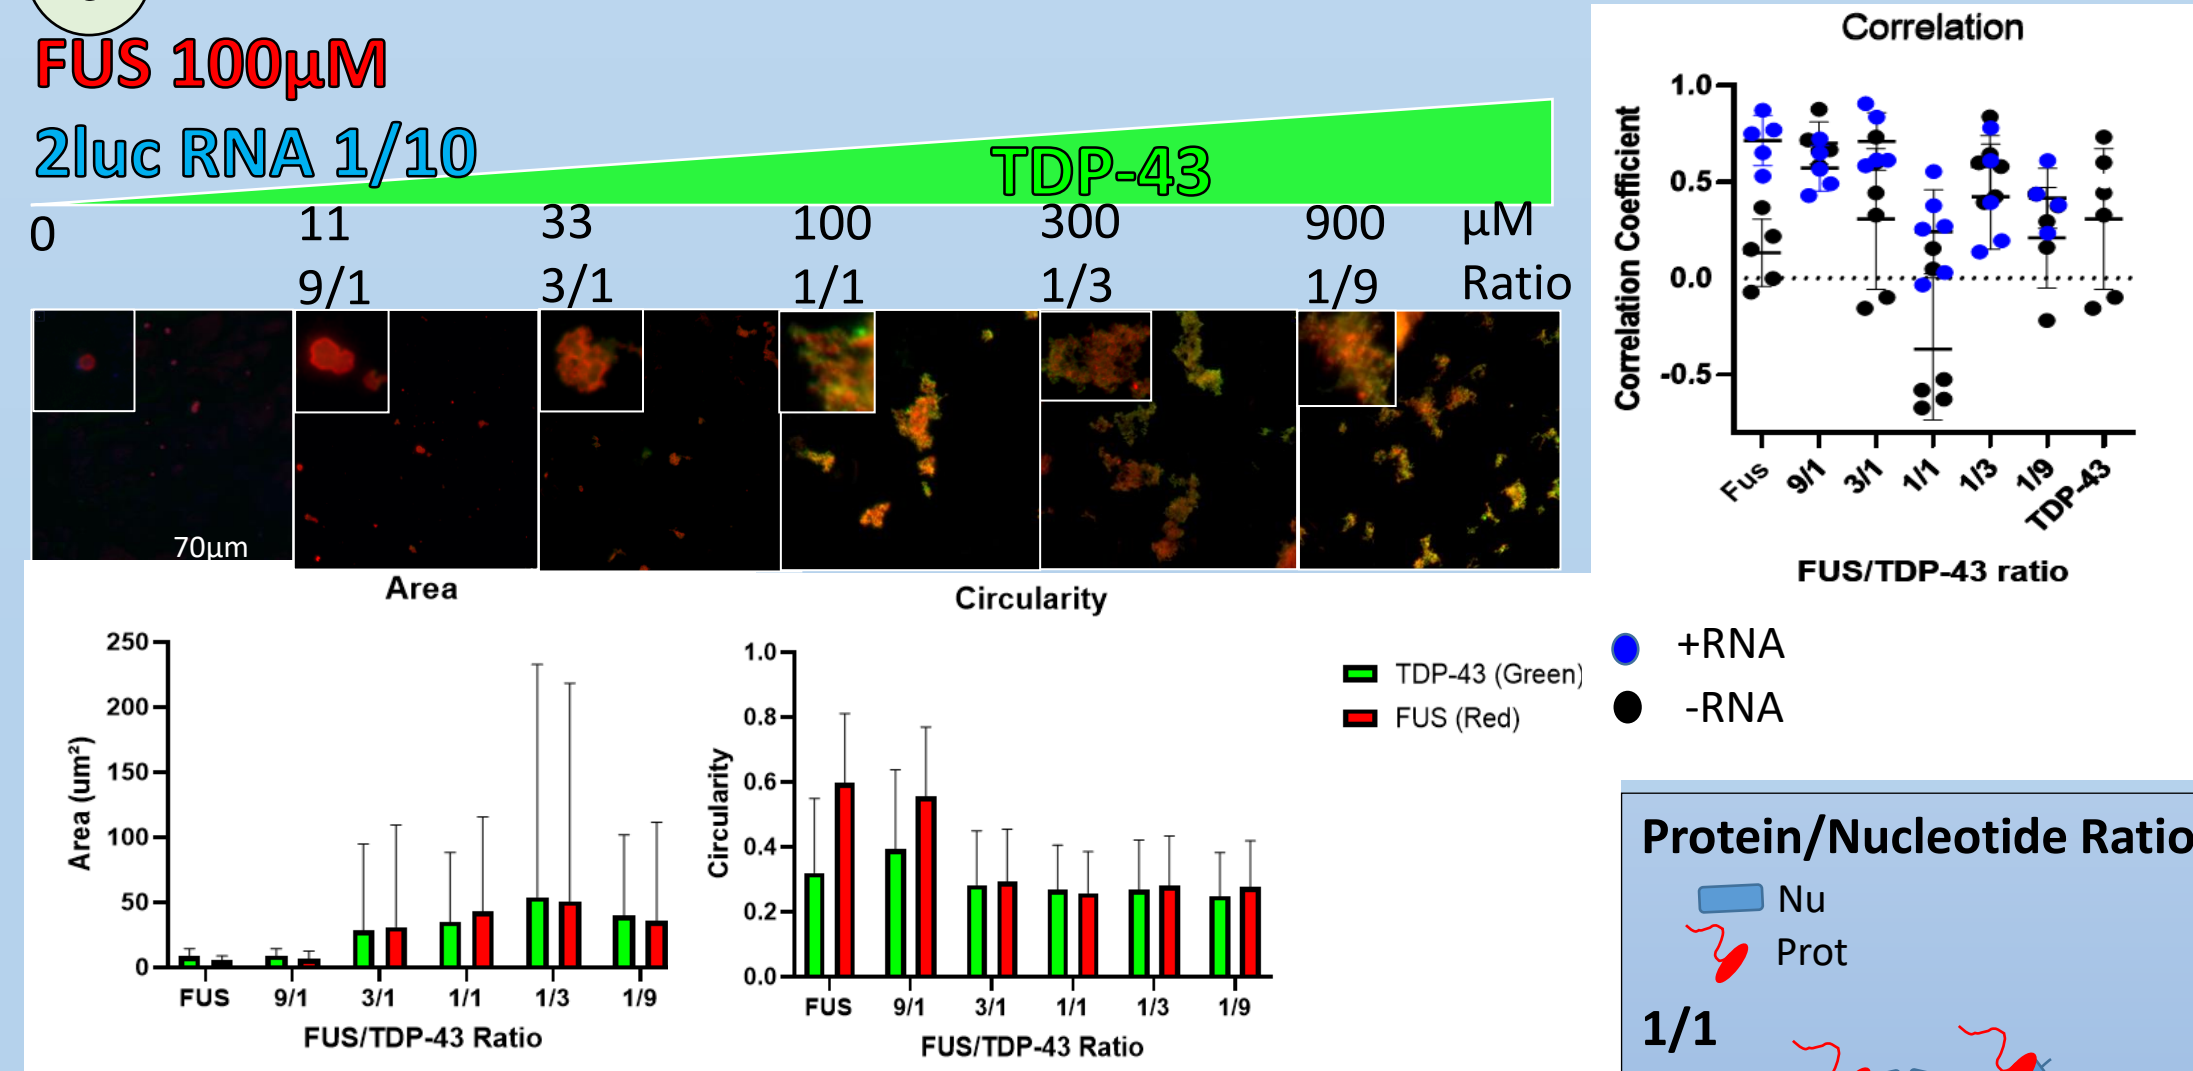 FUS 100µM
2luc RNA 1/10
TDP-43
0 11 33 100 300 900 µM
9/1 3/1 1/1 1/3 1/9 Ratio
70µm
Area
Area (um²)
250
200
150
100
50
0
FUS 9/1 3/1 1/1 1/3 1/9
FUS/TDP-43 Ratio
Circularity
Circularity
1.0
0.8
0.6
0.4
0.2
0.0
FUS 9/1 3/1 1/1 1/3 1/9
FUS/TDP-43 Ratio
TDP-43 (Green)
FUS (Red)
Correlation
Correlation Coefficient
1.0
0.5
0.0
-0.5
Fus 9/1 3/1 1/1 1/3 1/9 TDP-43
FUS/TDP-43 ratio
+RNA
-RNA
Protein/Nucleotide Ratio
Nu
Prot
1/1